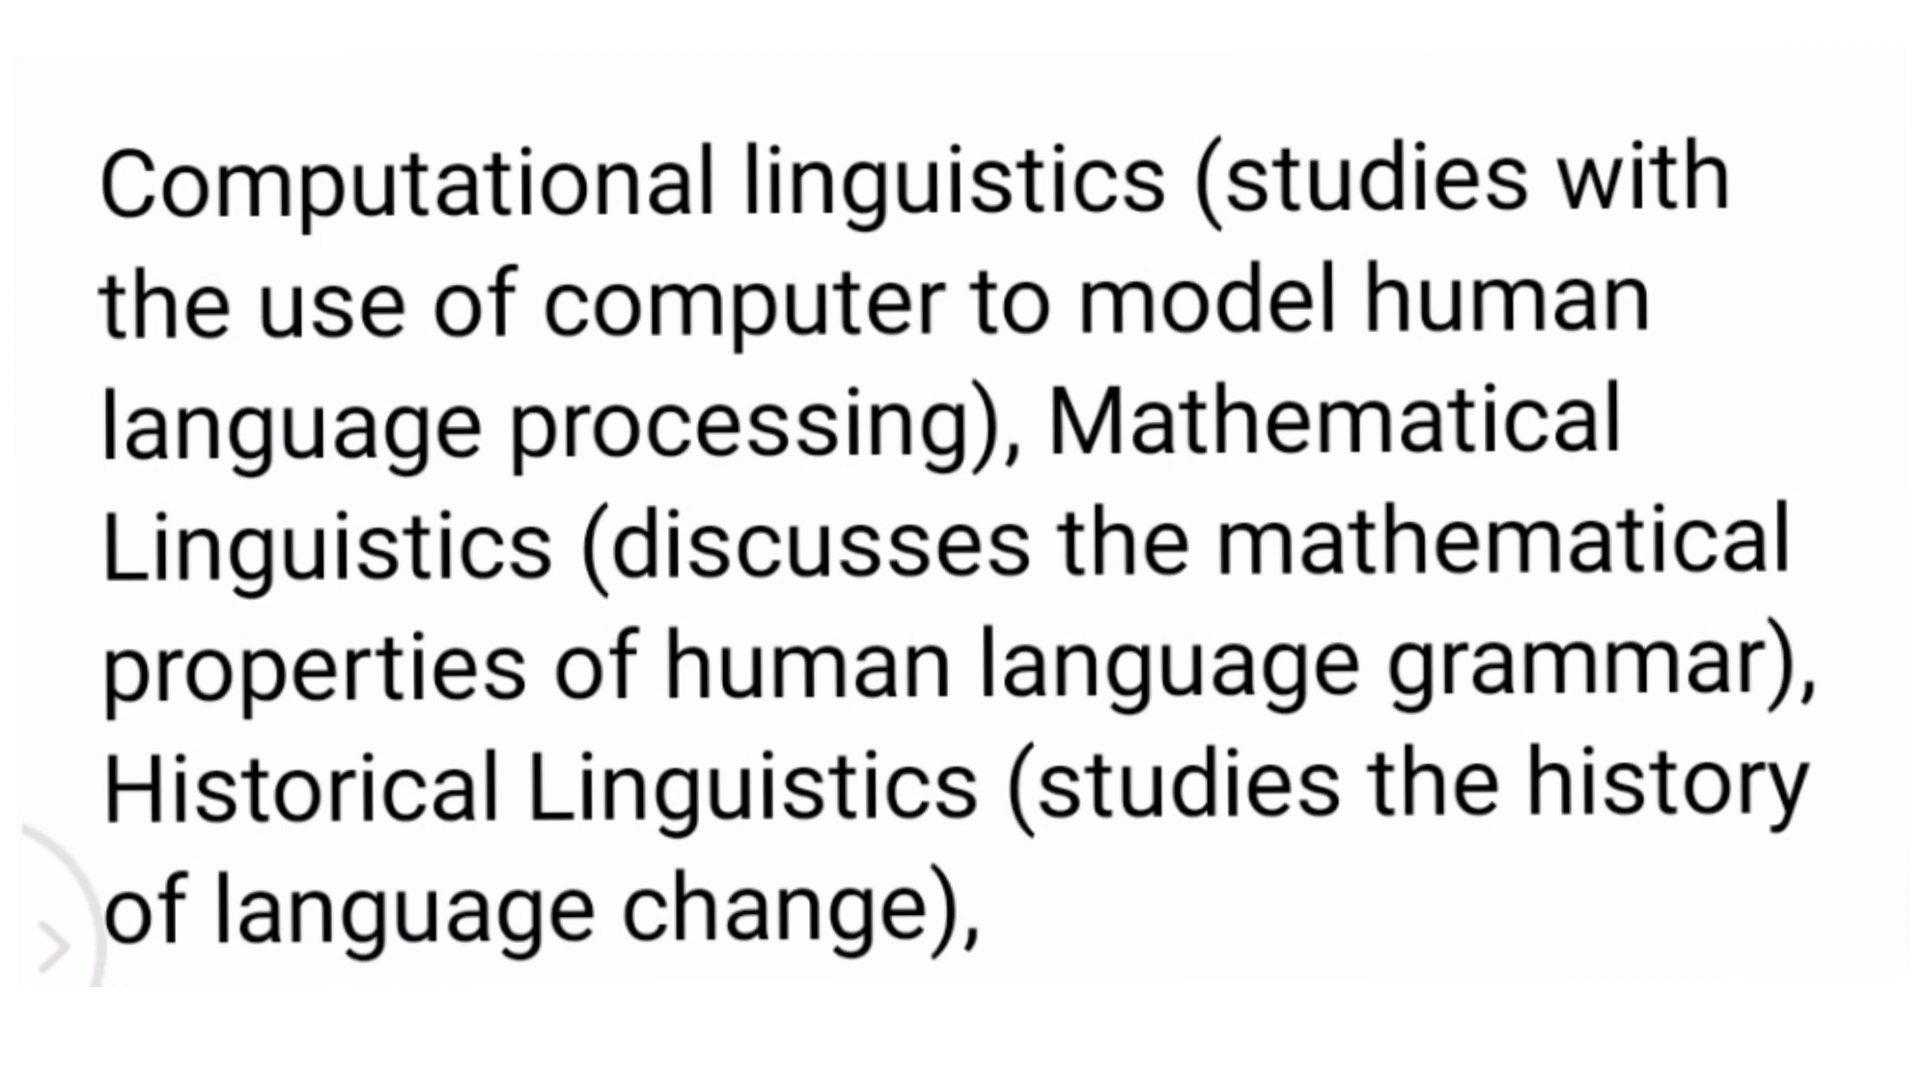 Computational linguistics (studies with
the use of computer to model human
language processing), Mathematical
Linguistics (discusses the mathematical
properties of human language grammar),
Historical Linguistics (studies the history
of language change),